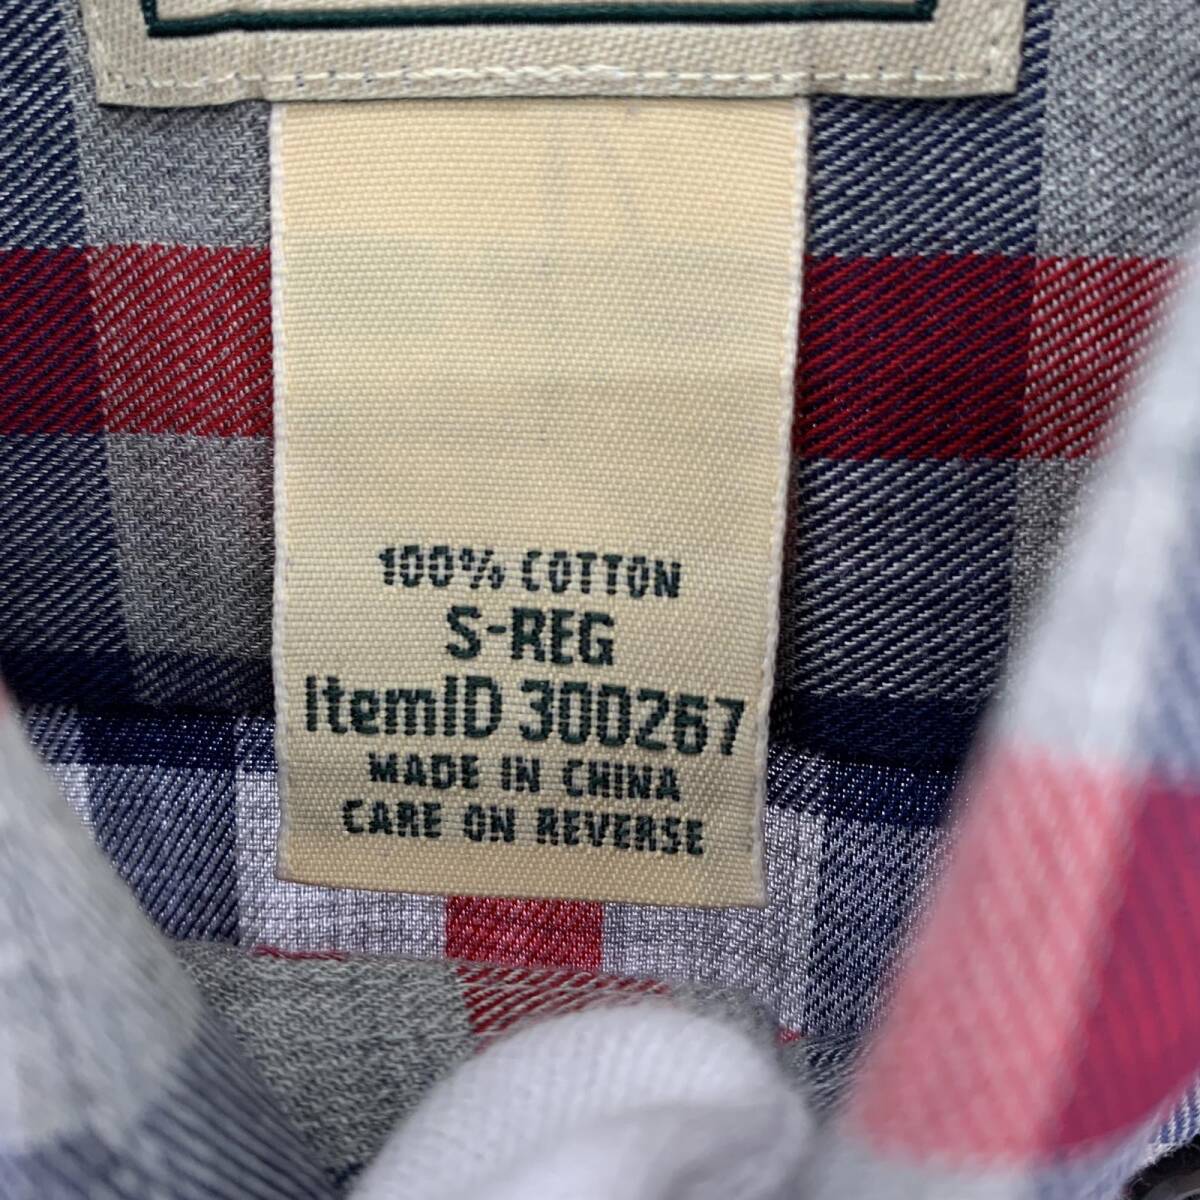 100% COTTON
S-REG
ItemID 300267
MADE IN CHINA
CARE ON REVERSE